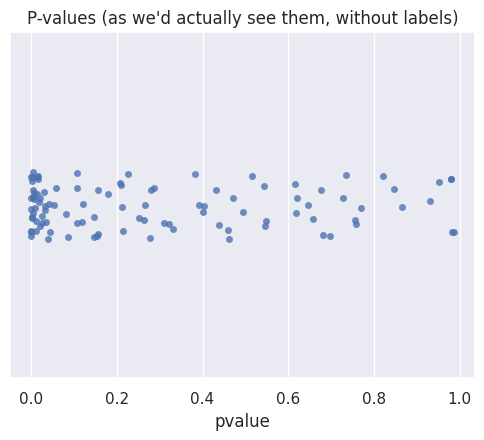 P-values (as we'd actually see them, without labels)
0.0 0.2 0.4 0.6 0.8 1.0
pvalue